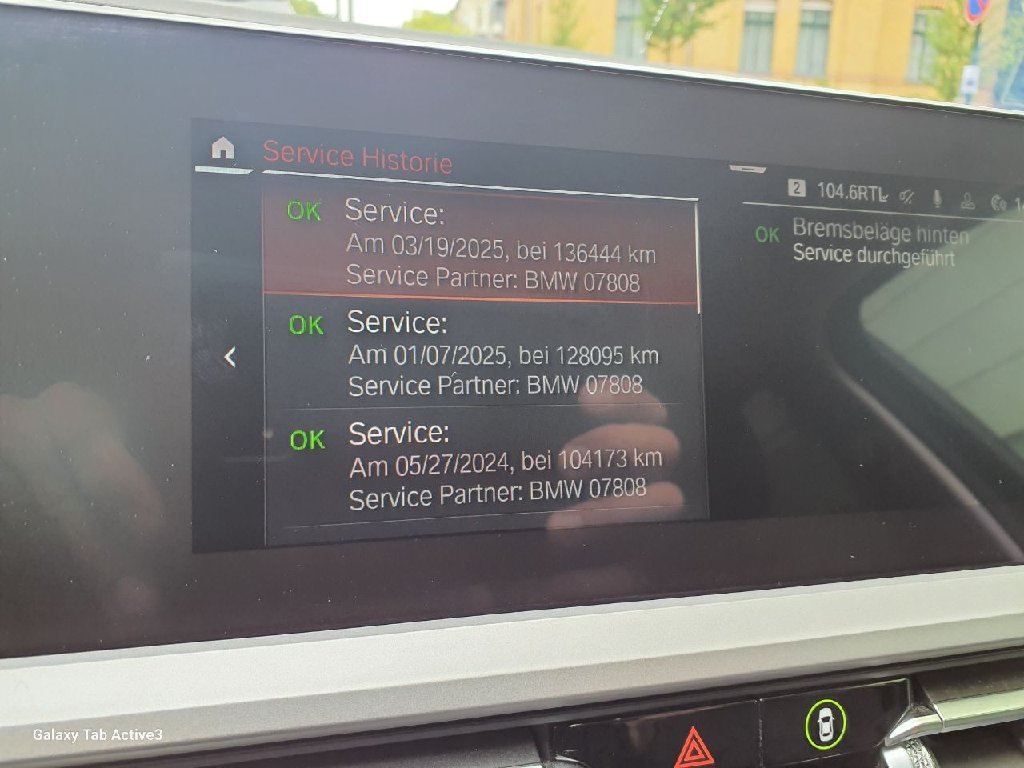 Service Historie
2 104.6RTL
OK Service:
Am 03/19/2025, bei 136444 km
Service Partner: BMW 07808
OK Service:
Am 01/07/2025, bei 128095 km
Service Partner: BMW 07808
OK Service:
Am 05/27/2024, bei 104173 km
Service Partner: BMW 07808
OK Bremsbeläge hinten
Service durchgeführt
Galaxy Tab Active3